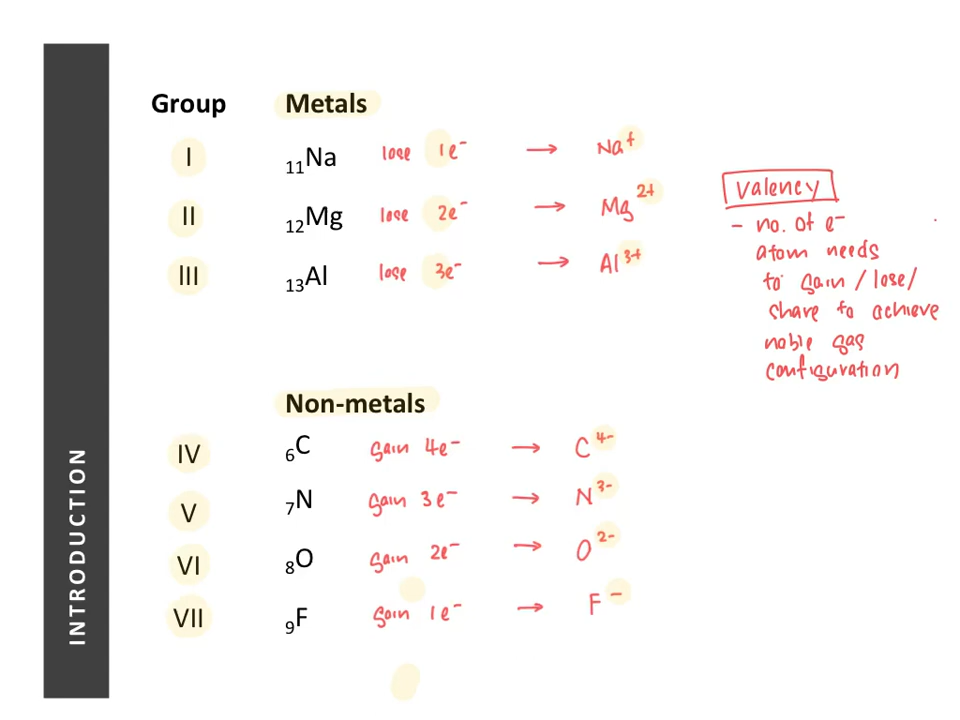 Group Metals
I ₁₁Na lose 1e⁻ → Na⁺
II ₁₂Mg lose 2e⁻ → Mg²⁺
III ₁₃Al lose 3e⁻ → Al³⁺
Valency
- no. of e⁻
atom needs
to gain / lose /
share to achieve
noble gas
configuration
Non-metals
IV ₆C gain 4e⁻ → C⁴⁻
V ₇N gain 3e⁻ → N³⁻
VI ₈O gain 2e⁻ → O²⁻
VII ₉F gain 1e⁻ → F⁻
INTRODUCTION